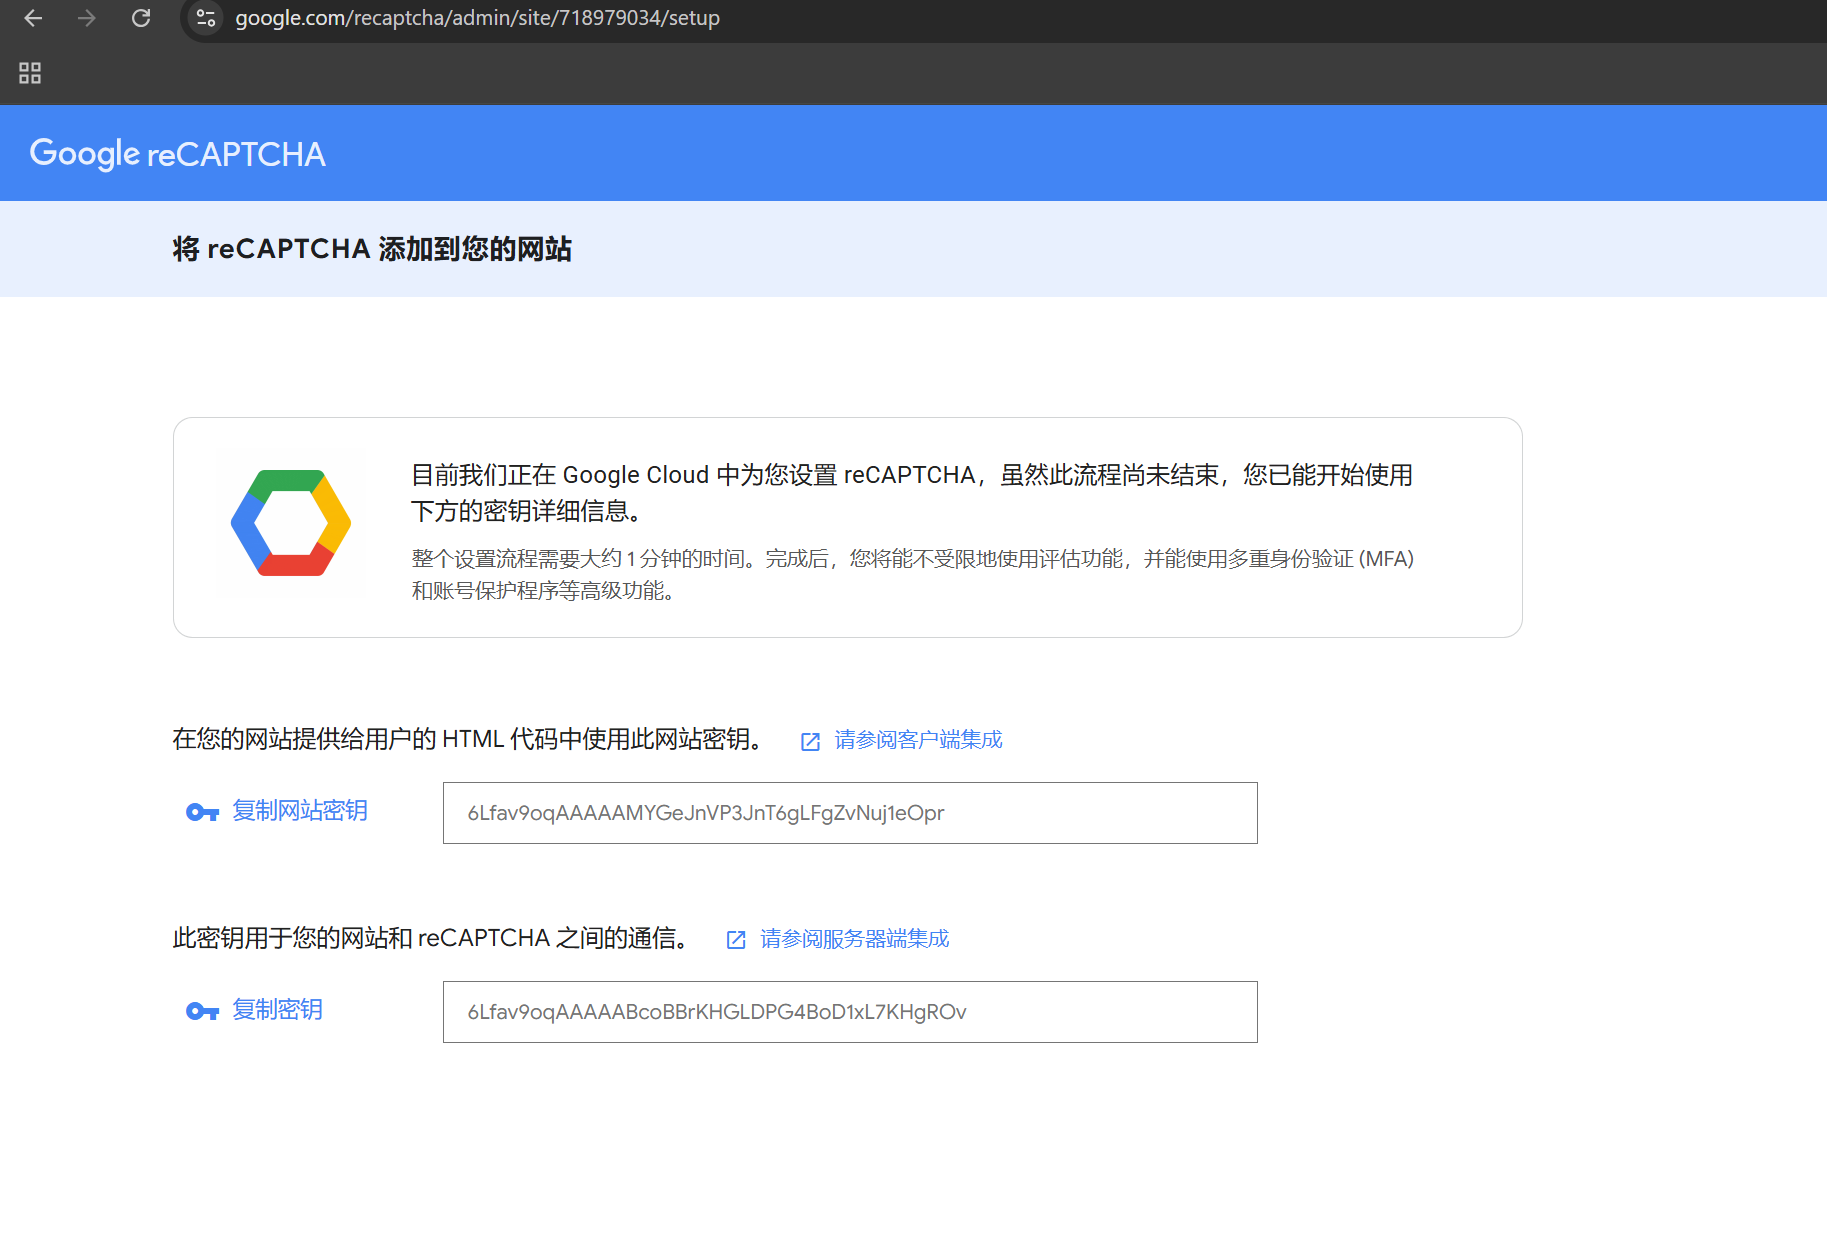 google.com/recaptcha/admin/site/718979034/setup
Google reCAPTCHA
将 reCAPTCHA 添加到您的网站
目前我们正在 Google Cloud 中为您设置 reCAPTCHA，虽然此流程尚未结束，您已能开始使用
下方的密钥详细信息。
整个设置流程需要大约 1 分钟的时间。完成后，您将能不受限地使用评估功能，并能使用多重身份验证 (MFA)
和账号保护程序等高级功能。
在您的网站提供给用户的 HTML 代码中使用此网站密钥。 请参阅客户端集成
复制网站密钥 6Lfav9oqAAAAAMYGeJnVP3JnT6gLFgZvNuj1eOpr
此密钥用于您的网站和 reCAPTCHA 之间的通信。 请参阅服务器端集成
复制密钥 6Lfav9oqAAAAABcoBBrKHGLDPG4BoD1xL7KHgROv